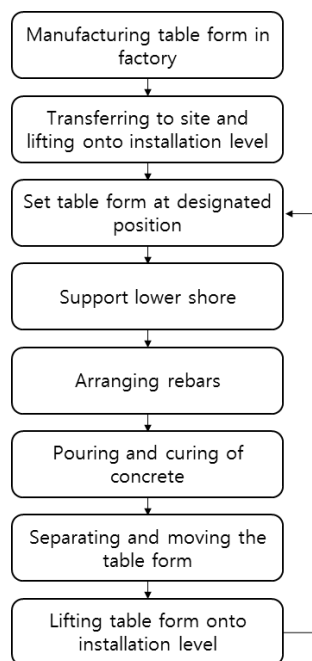 Manufacturing table form in
factory
Transferring to site and
lifting onto installation level
Set table form at designated
position
Support lower shore
Arranging rebars
Pouring and curing of
concrete
Separating and moving the
table form
Lifting table form onto
installation level